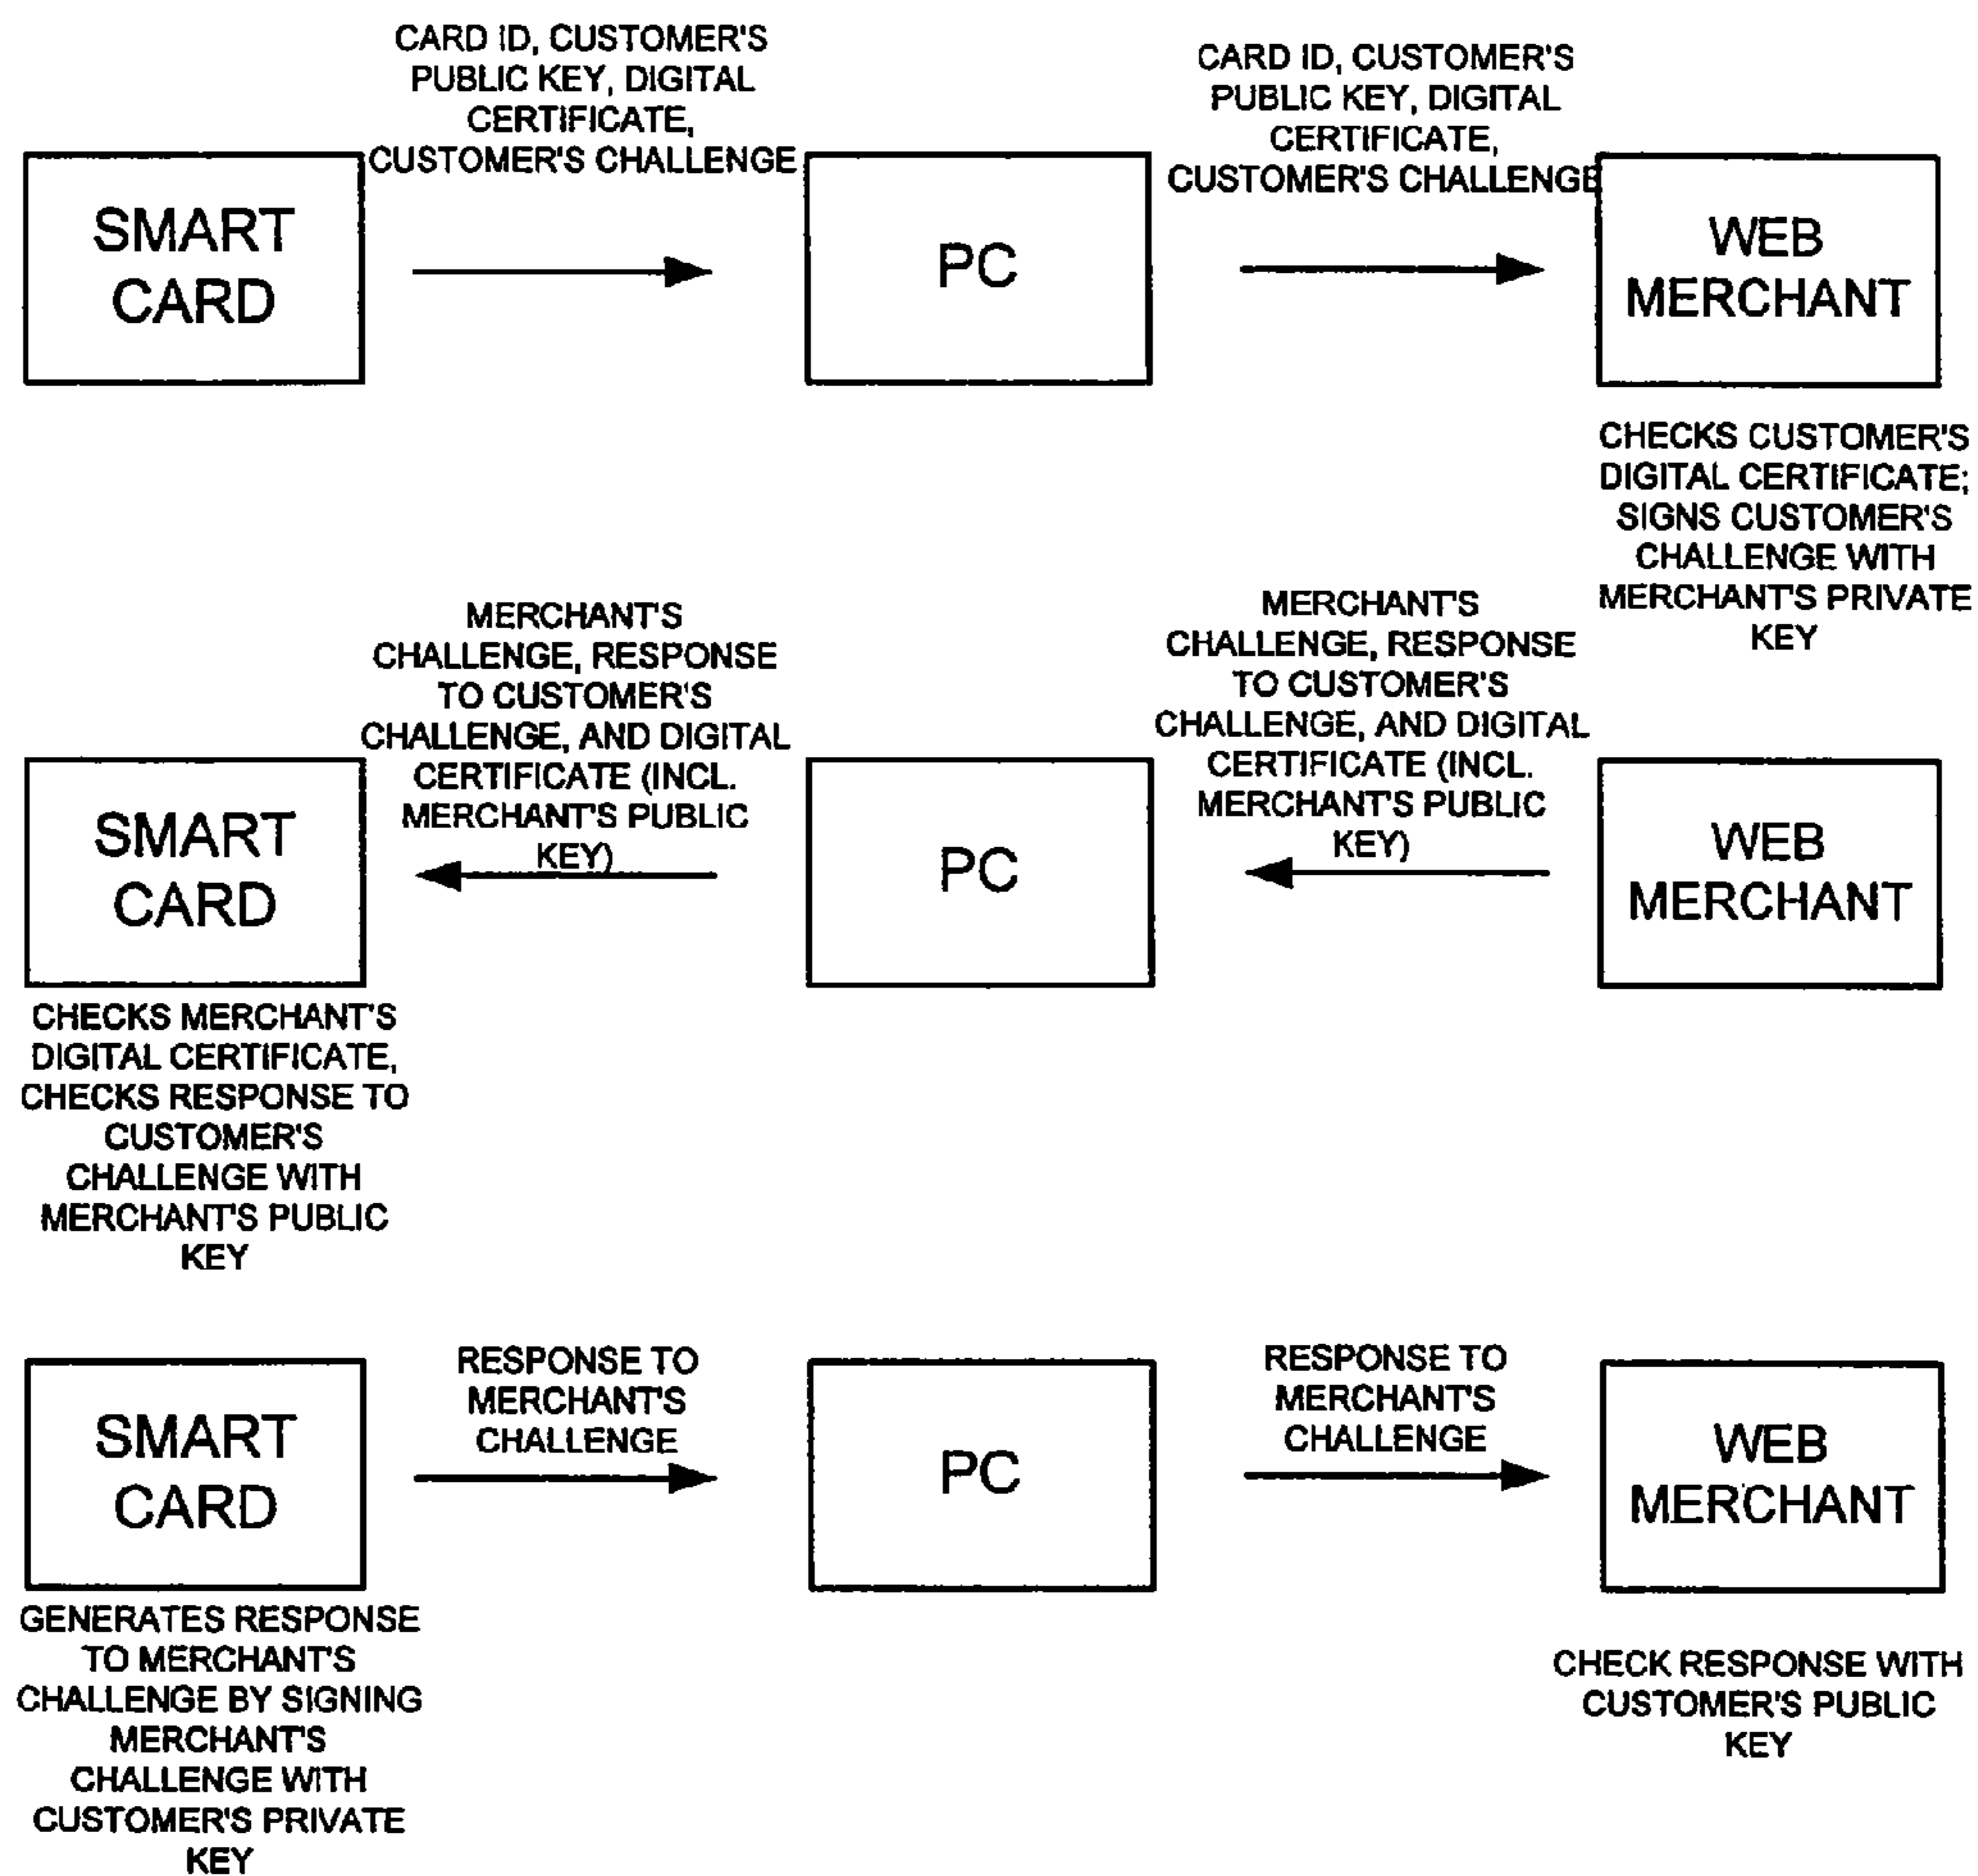 CARD ID, CUSTOMER'S
PUBLIC KEY, DIGITAL
CERTIFICATE,
CUSTOMER'S CHALLENGE
CARD ID, CUSTOMER'S
PUBLIC KEY, DIGITAL
CERTIFICATE,
CUSTOMER'S CHALLENGE
SMART
CARD
PC
WEB
MERCHANT
CHECKS CUSTOMER'S
DIGITAL CERTIFICATE;
SIGNS CUSTOMER'S
CHALLENGE WITH
MERCHANT'S PRIVATE
KEY
MERCHANT'S
CHALLENGE, RESPONSE
TO CUSTOMER'S
CHALLENGE, AND DIGITAL
CERTIFICATE (INCL.
MERCHANT'S PUBLIC
KEY)
MERCHANT'S
CHALLENGE, RESPONSE
TO CUSTOMER'S
CHALLENGE, AND DIGITAL
CERTIFICATE (INCL.
MERCHANT'S PUBLIC
KEY)
SMART
CARD
PC
WEB
MERCHANT
CHECKS MERCHANT'S
DIGITAL CERTIFICATE,
CHECKS RESPONSE TO
CUSTOMER'S
CHALLENGE WITH
MERCHANT'S PUBLIC
KEY
RESPONSE TO
MERCHANT'S
CHALLENGE
RESPONSE TO
MERCHANT'S
CHALLENGE
SMART
CARD
PC
WEB
MERCHANT
GENERATES RESPONSE
TO MERCHANT'S
CHALLENGE BY SIGNING
MERCHANT'S
CHALLENGE WITH
CUSTOMER'S PRIVATE
KEY
CHECK RESPONSE WITH
CUSTOMER'S PUBLIC
KEY